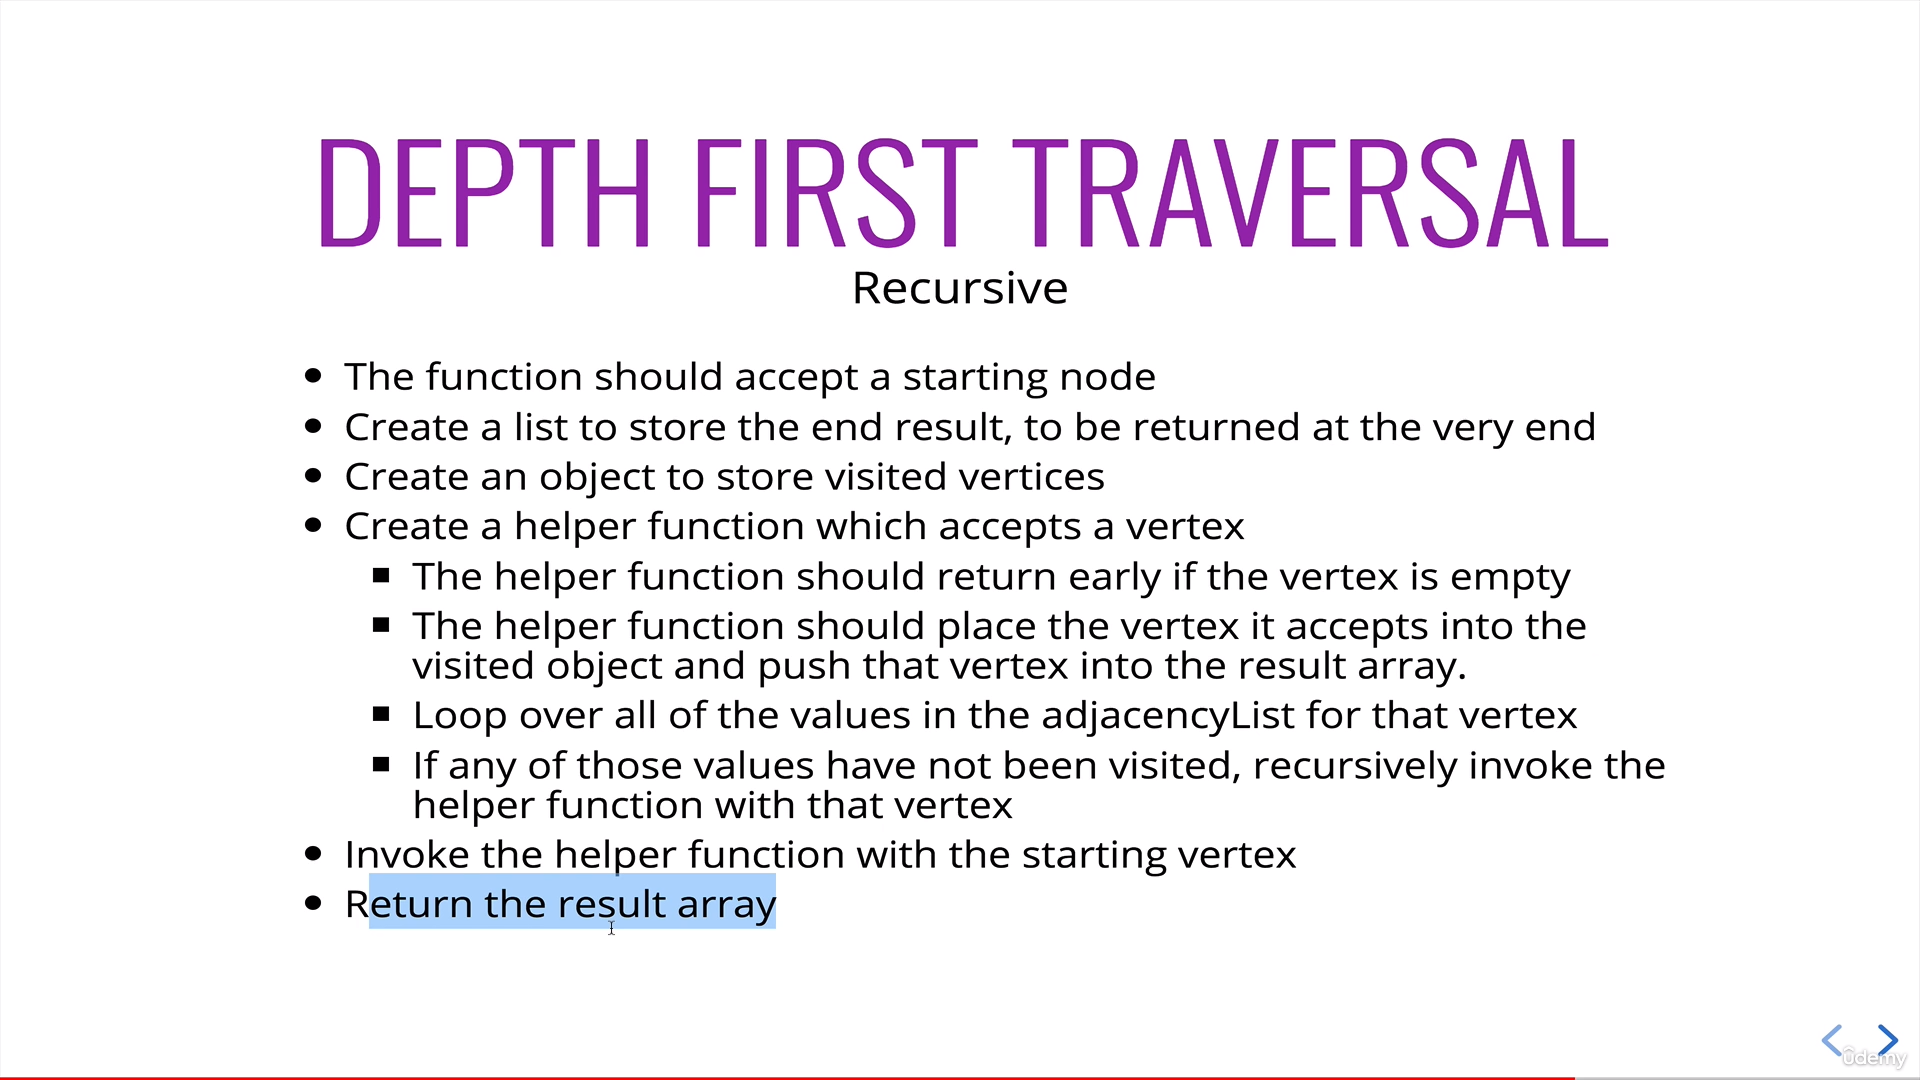 DEPTH FIRST TRAVERSAL
Recursive
The function should accept a starting node
Create a list to store the end result, to be returned at the very end
Create an object to store visited vertices
Create a helper function which accepts a vertex
The helper function should return early if the vertex is empty
The helper function should place the vertex it accepts into the
visited object and push that vertex into the result array.
Loop over all of the values in the adjacencyList for that vertex
If any of those values have not been visited, recursively invoke the
helper function with that vertex
Invoke the helper function with the starting vertex
Return the result array
ûdemy